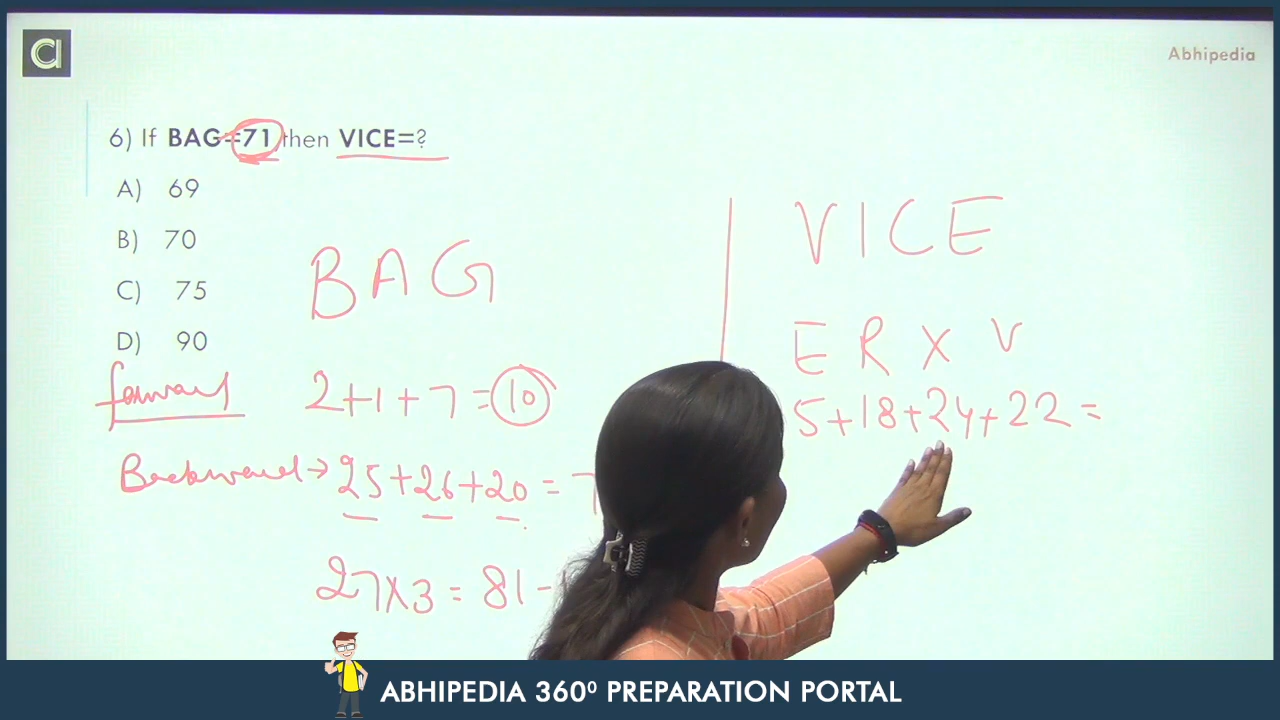 Abhipedia
6) If BAG=71 then VICE=?
A) 69
B) 70
C) 75
D) 90
BAG
forward 2+1+7=10
Backward→ 25+26+20=7
27x3=81-
VICE
ERXV
5+18+24+22=
ABHIPEDIA 360⁰ PREPARATION PORTAL